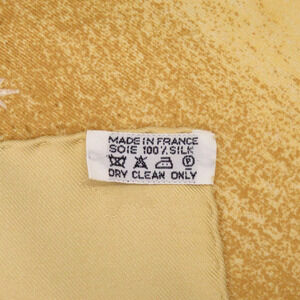 MADE IN FRANCE
SOIE 100% SILK
P
DRY CLEAN ONLY